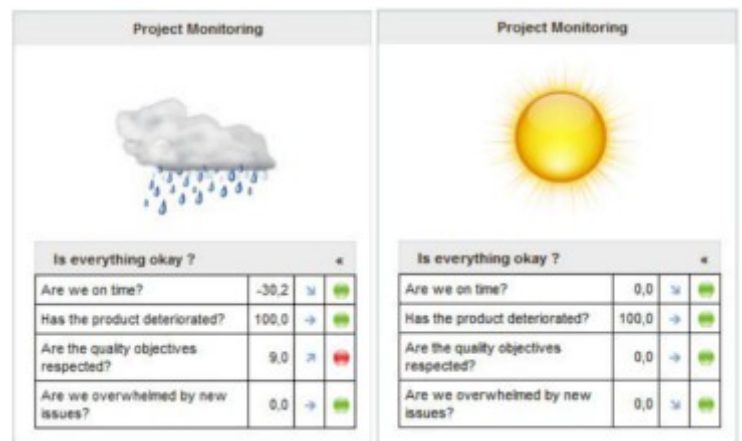 Project Monitoring
Is everything okay ? «
Are we on time? -30,2
Has the product deteriorated? 100,0
Are the quality objectives
respected? 9,0
Are we overwhelmed by new
issues? 0,0
Project Monitoring
Is everything okay ? «
Are we on time? 0,0
Has the product deteriorated? 100,0
Are the quality objectives
respected? 0,0
Are we overwhelmed by new
issues? 0,0